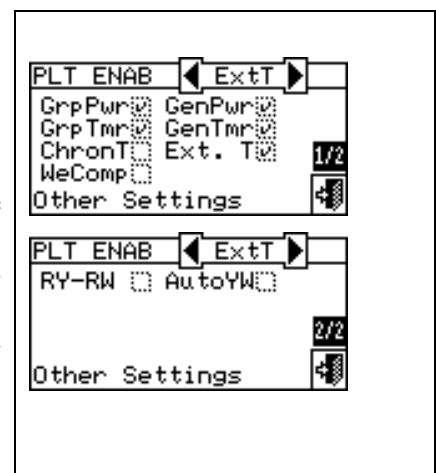 PLT ENAB ExtT
GrpPwr GenPwr
GrpTmr GenTmr
ChronT Ext. T
1/2
WeComp
Other Settings
PLT ENAB ExtT
RY-RW AutoYW
2/2
Other Settings